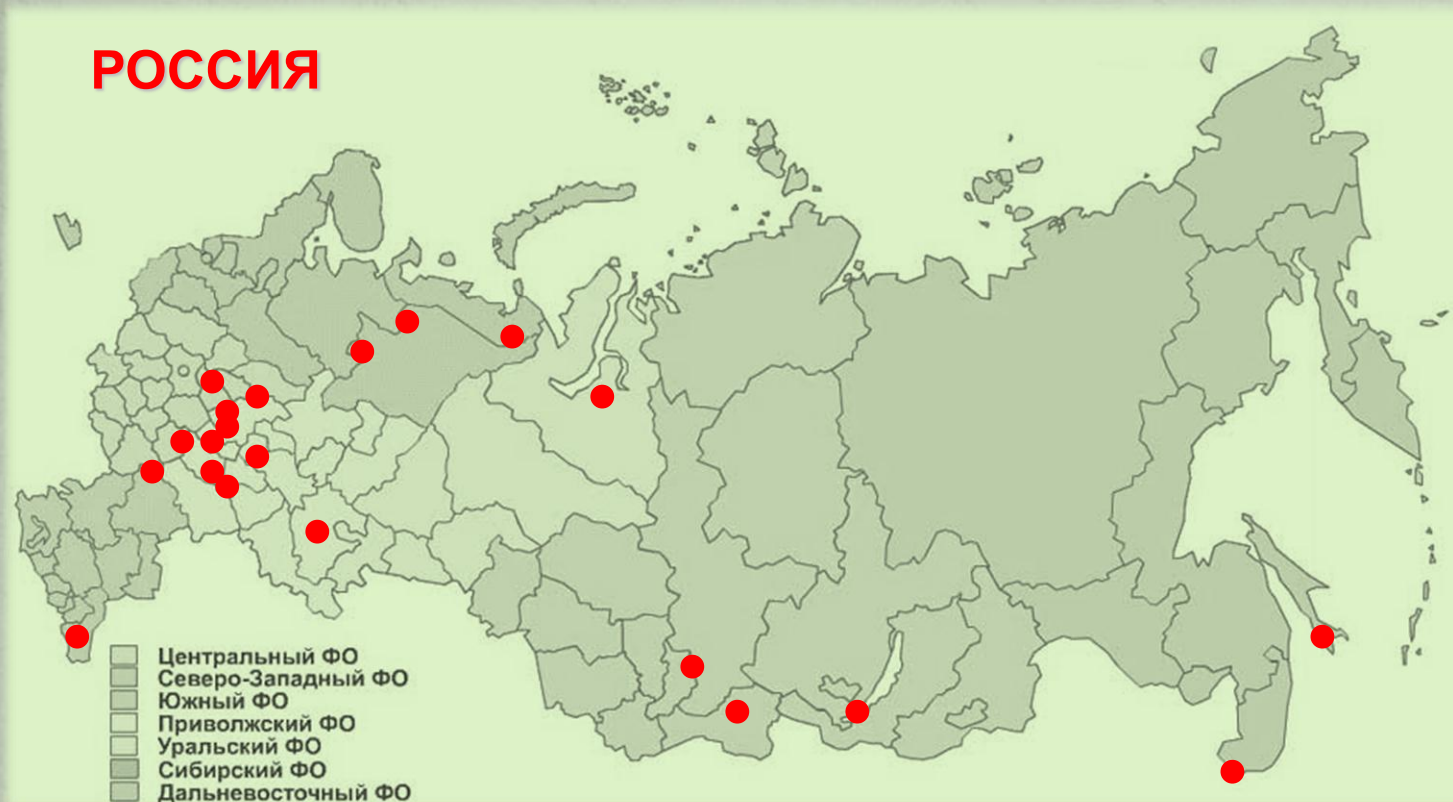 РОССИЯ
Центральный ФО
Северо-Западный ФО
Южный ФО
Приволжский ФО
Уральский ФО
Сибирский ФО
Дальневосточный ФО